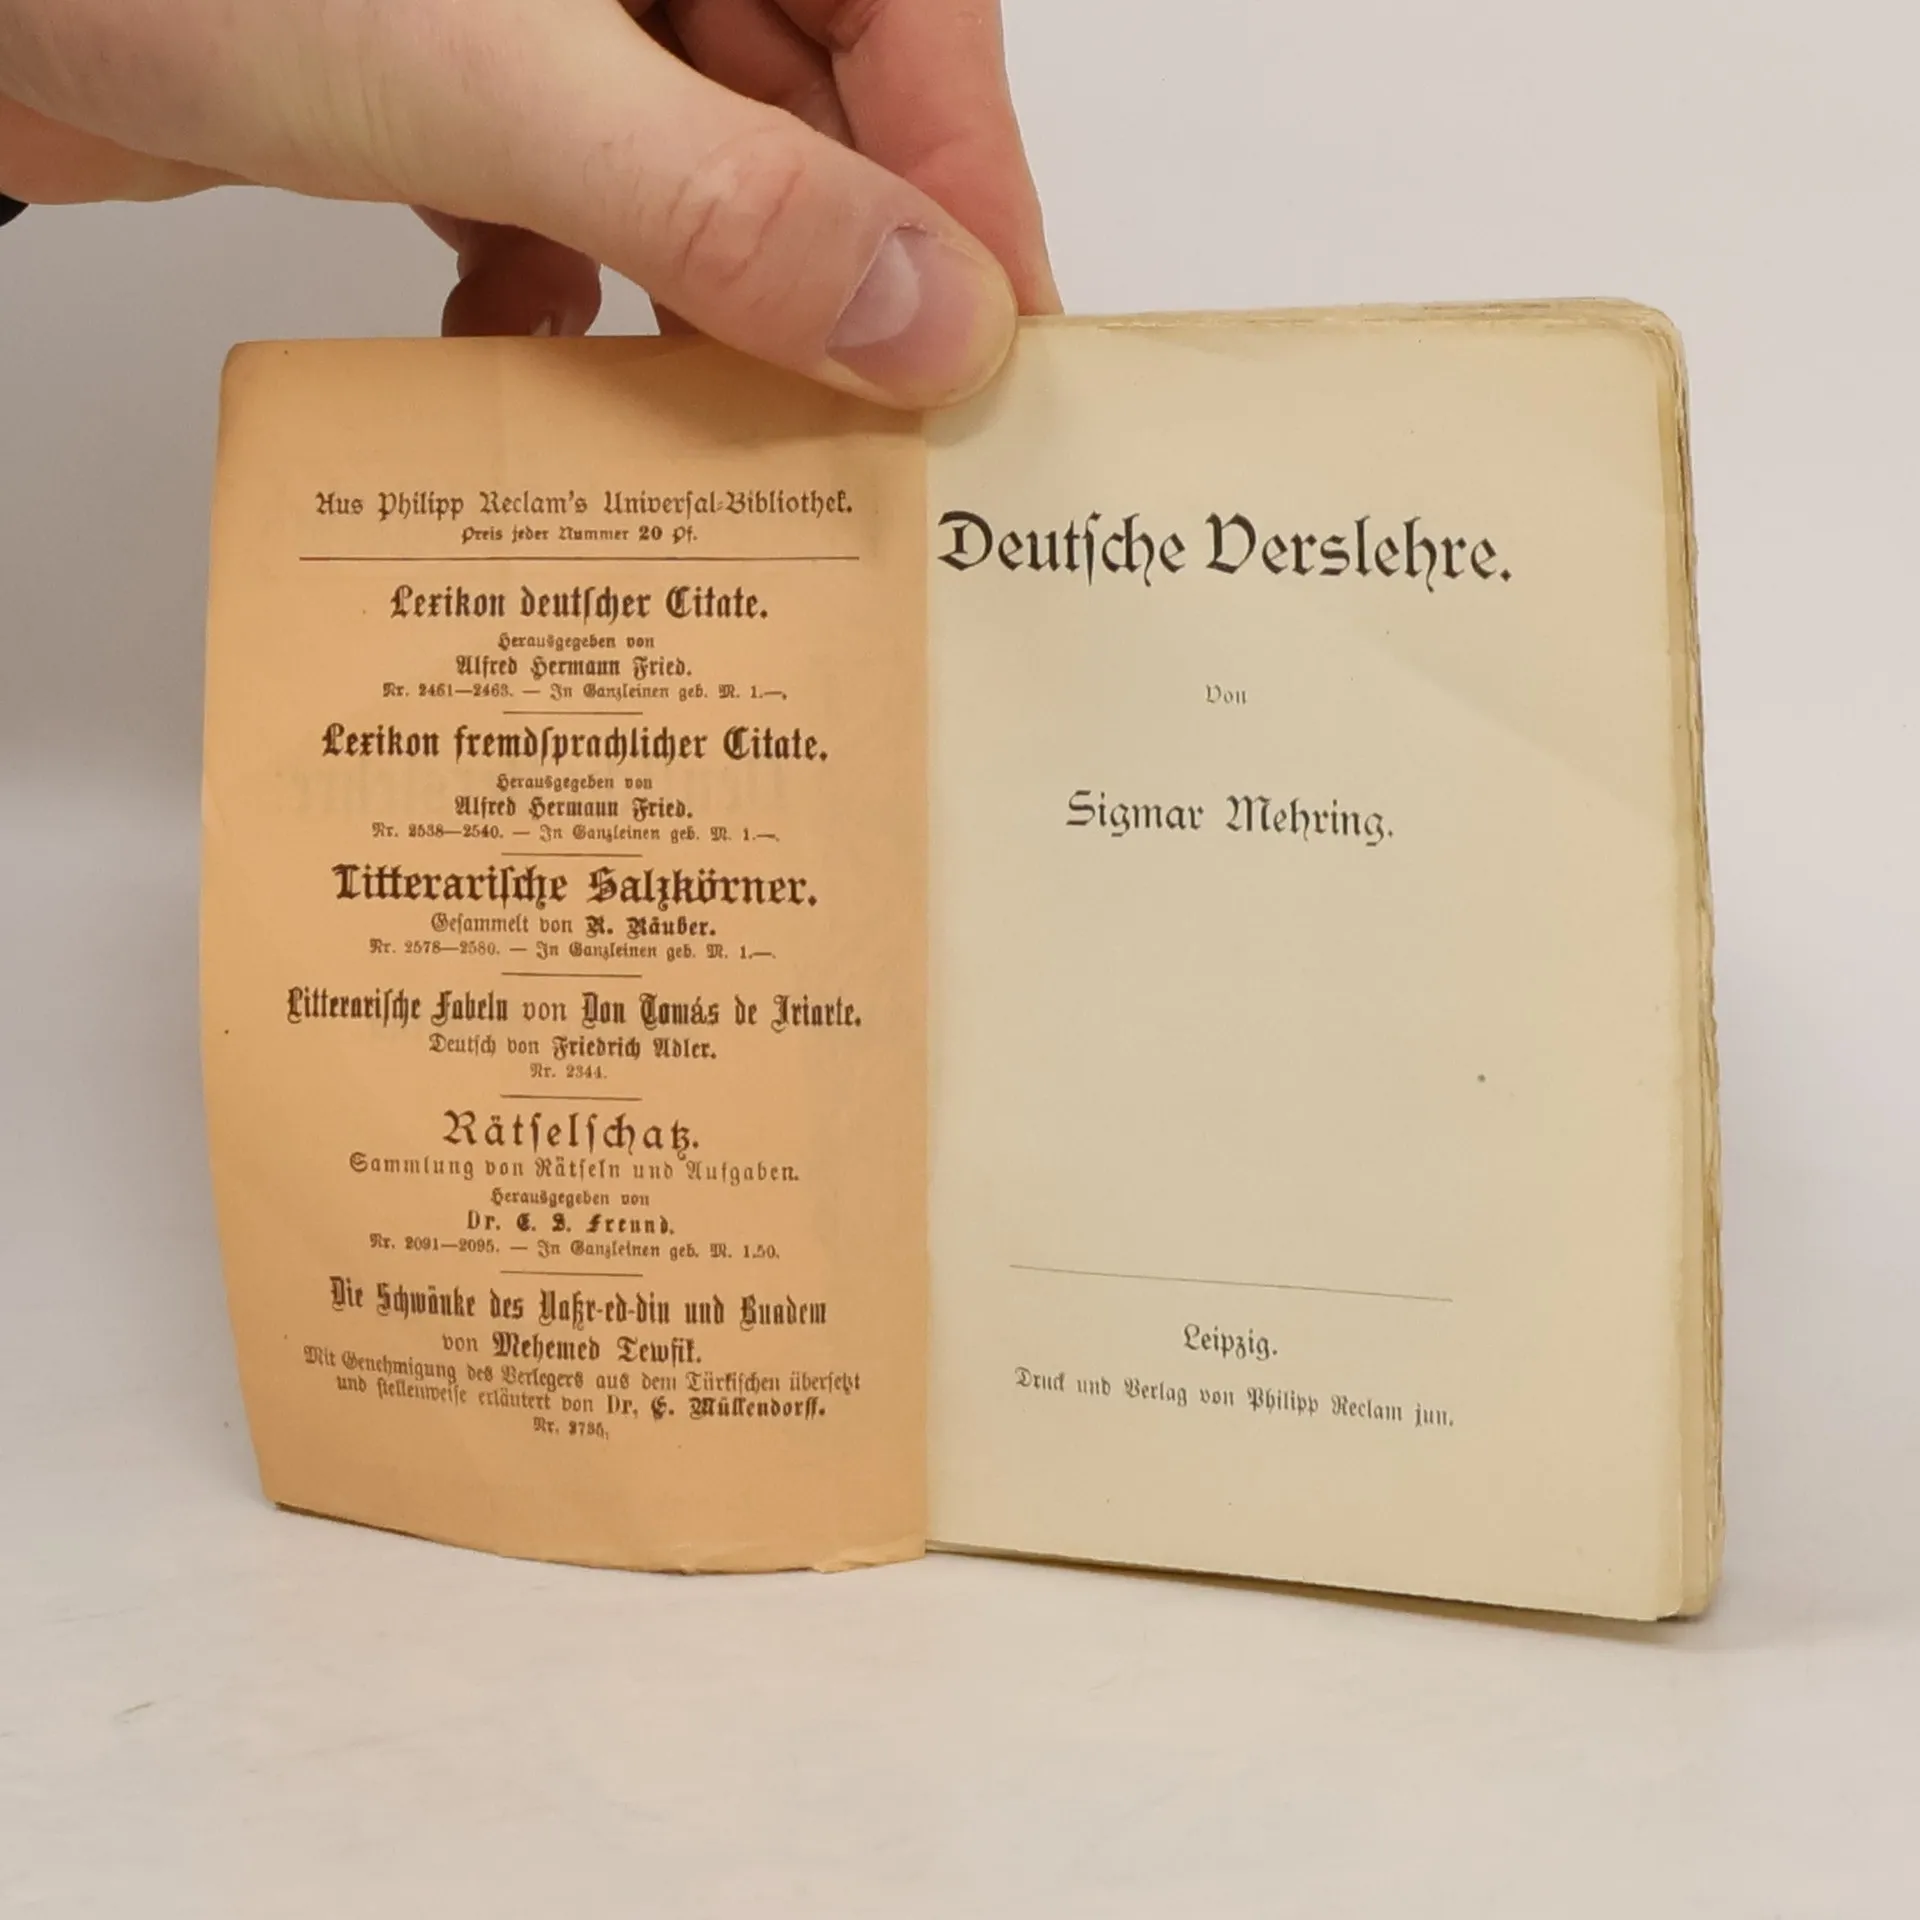 Aus Philipp Reclam's Universal-Bibliothek.
Preis jeder Nummer 20 Pf.
Lexikon deutscher Citate.
Herausgegeben von
Alfred Hermann Fried.
Nr. 2461—2463. — In Ganzleinen geb. M. 1.—.
Lexikon fremdsprachlicher Citate.
Herausgegeben von
Alfred Hermann Fried.
Nr. 2538—2540. — In Ganzleinen geb. M. 1.—.
Litterarische Salzkörner.
Gesammelt von R. Räuber.
Nr. 2578—2580. — In Ganzleinen geb. M. 1.—.
Litterarische Fabeln von Don Tomás de Iriarte.
Deutsch von Friedrich Adler.
Nr. 2344.
Rätselschatz.
Sammlung von Rätseln und Aufgaben.
Herausgegeben von
Dr. E. S. Freund.
Nr. 2091—2095. — In Ganzleinen geb. M. 1.50.
Die Schwänke des Naßr-ed-din und Buadem
von Mehemed Tewfik.
Mit Genehmigung des Verlegers aus dem Türkischen übersetzt
und stellenweise erläutert von Dr. E. Müllendorff.
Nr. 2735.
Deutsche Verslehre.
Von
Sigmar Mehring.
Leipzig.
Druck und Verlag von Philipp Reclam jun.